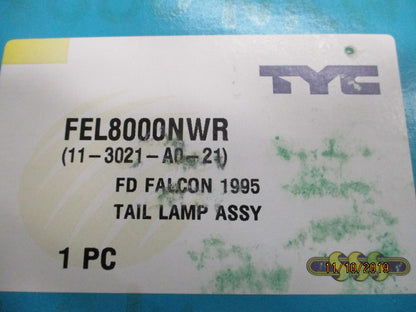 TYC
FEL8000NWR
(11-3021-A0-21)
FD FALCON 1995
TAIL LAMP ASSY
1 PC
11/10/2019